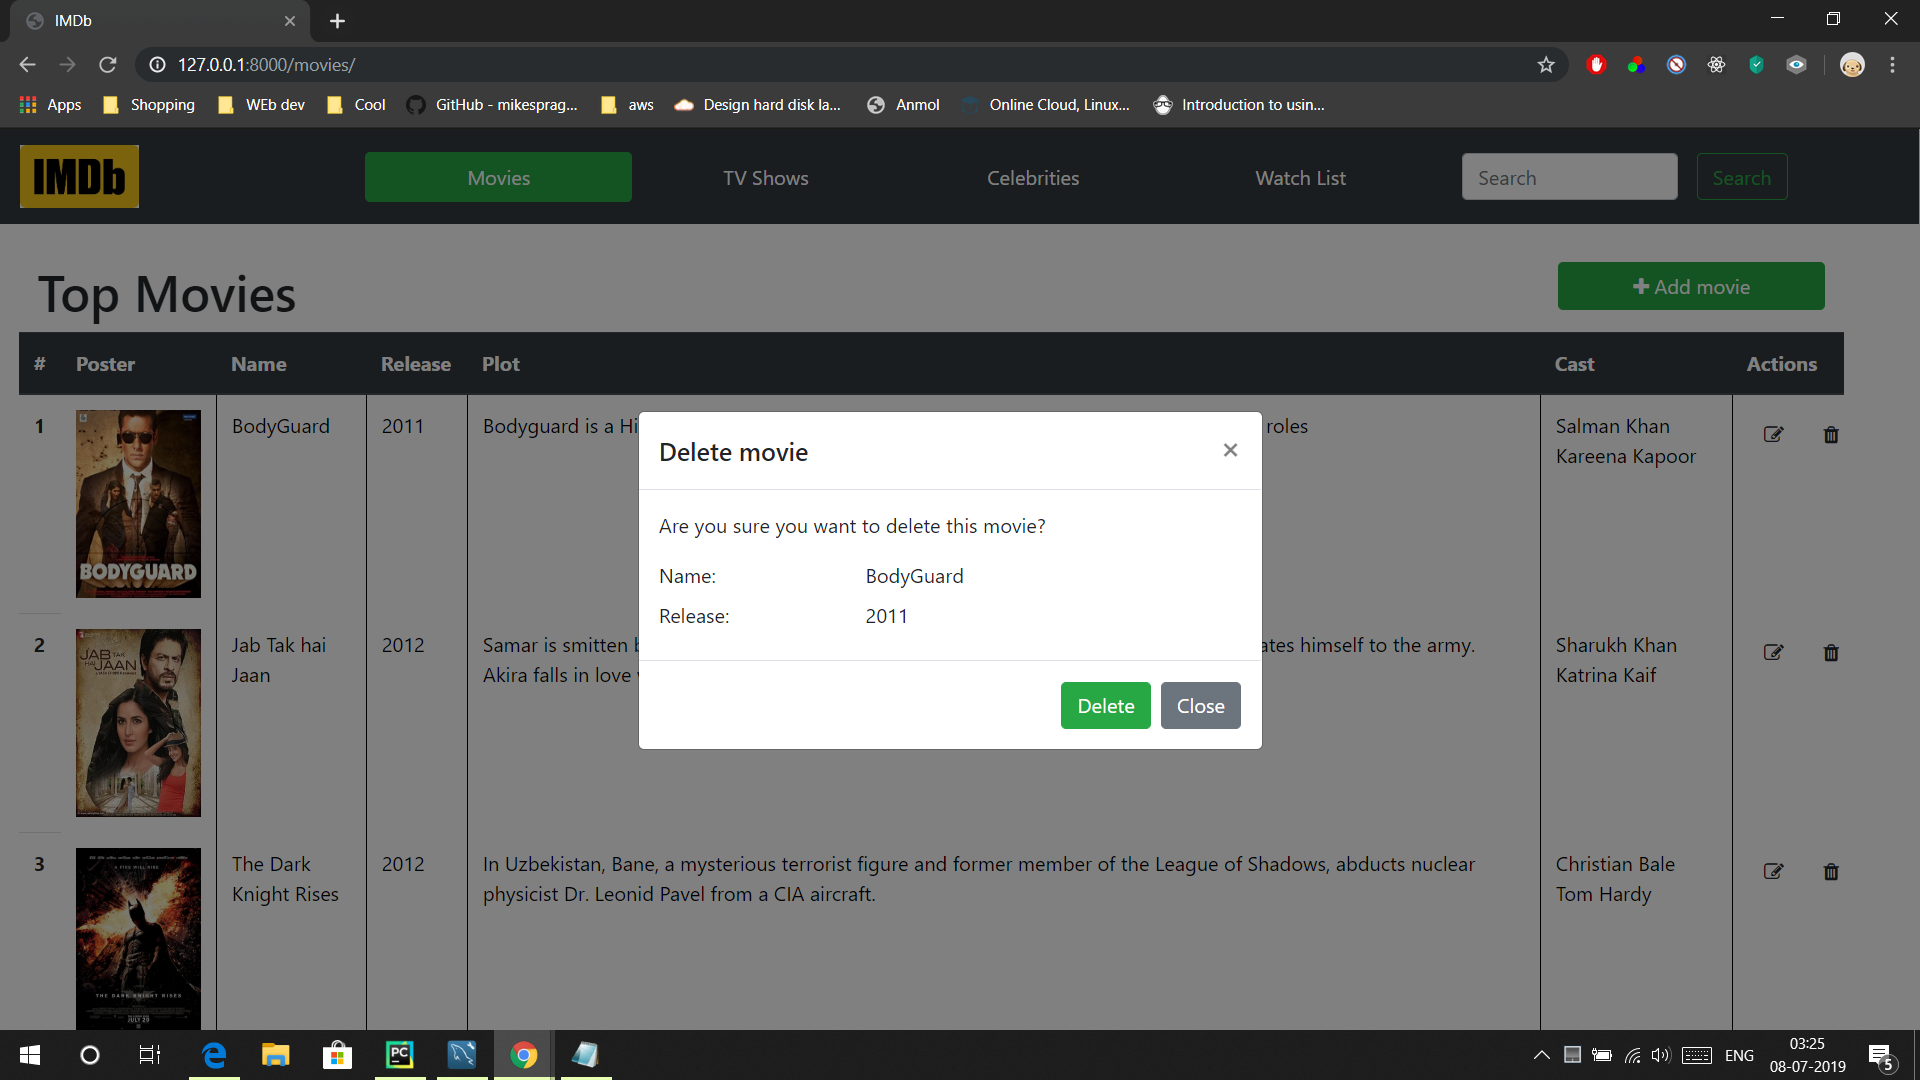 IMDb
127.0.0.1:8000/movies/
Apps Shopping WEb dev Cool GitHub - mikesprag... aws Design hard disk la... Anmol Online Cloud, Linux... Introduction to usin...
IMDb Movies TV Shows Celebrities Watch List Search Search
Top Movies
Add movie
# Poster Name Release Plot Cast Actions
1 BodyGuard 2011 Bodyguard is a Hi roles Salman Khan
Kareena Kapoor
BODYGUARD
Delete movie
×
Are you sure you want to delete this movie?
Name: BodyGuard
Release: 2011
Delete Close
2 Jab Tak hai 2012 Samar is smitten ates himself to the army. Sharukh Khan
Jaan Akira falls in love Katrina Kaif
JAB TAK
HAI JAAN
3 The Dark 2012 In Uzbekistan, Bane, a mysterious terrorist figure and former member of the League of Shadows, abducts nuclear Christian Bale
Knight Rises physicist Dr. Leonid Pavel from a CIA aircraft. Tom Hardy
A FIRE WILL RISE
THE DARK KNIGHT RISES
JULY 20
PC
ENG
03:25
08-07-2019
5